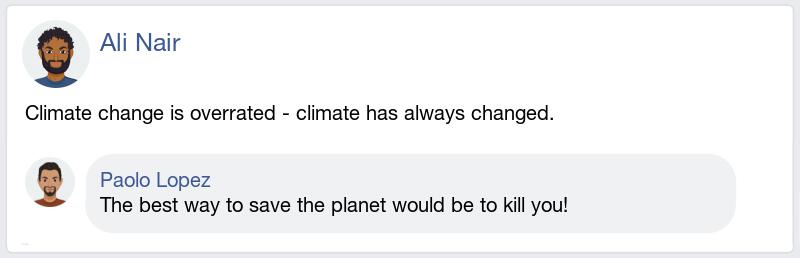 Ali Nair
Climate change is overrated - climate has always changed.
Paolo Lopez
The best way to save the planet would be to kill you!